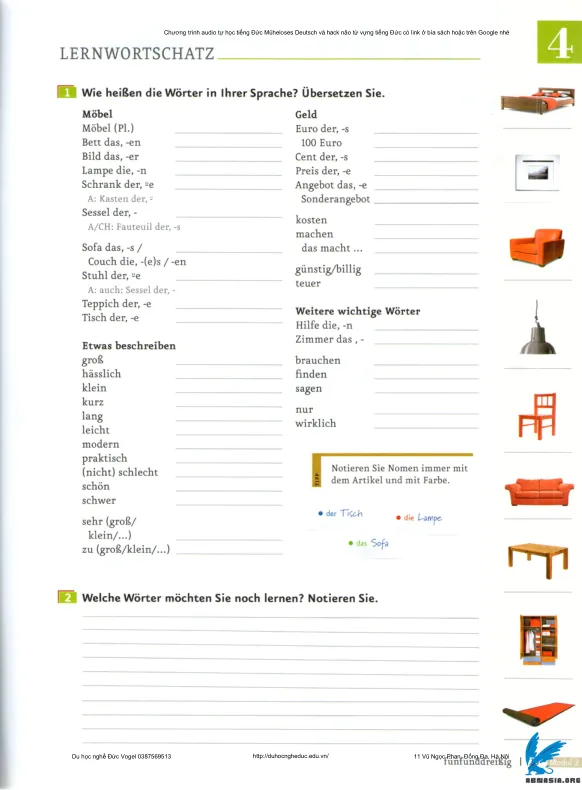 Chương trình audio tự học tiếng Đức Müheloses Deutsch và hack não từ vựng tiếng Đức có link ở bìa sách hoặc trên Google nhé
LERNWORTSCHATZ
4
1 Wie heißen die Wörter in Ihrer Sprache? Übersetzen Sie.
Möbel
Möbel (Pl.)
Bett das, -en
Bild das, -er
Lampe die, -n
Schrank der, ⸚e
A: Kasten der, ⸚
Sessel der, -
A/CH: Fauteuil der, -s
Sofa das, -s /
Couch die, -(e)s / -en
Stuhl der, ⸚e
A: auch: Sessel der, -
Teppich der, -e
Tisch der, -e
Etwas beschreiben
groß
hässlich
klein
kurz
lang
leicht
modern
praktisch
(nicht) schlecht
schön
schwer
sehr (groß/
klein/...)
zu (groß/klein/...)
Geld
Euro der, -s
100 Euro
Cent der, -s
Preis der, -e
Angebot das, -e
Sonderangebot
kosten
machen
das macht ...
günstig/billig
teuer
Weitere wichtige Wörter
Hilfe die, -n
Zimmer das , -
brauchen
finden
sagen
nur
wirklich
TIPP
Notieren Sie Nomen immer mit
dem Artikel und mit Farbe.
• der Tisch
• die Lampe
• das Sofa
2 Welche Wörter möchten Sie noch lernen? Notieren Sie.
Du học nghề Đức Vogel 0387569513
http://duhocngheduc.edu.vn/
11 Vũ Ngọc Phan, Đống Đa, Hà Nội
fünfunddreißig |
ABMASIA.ORG